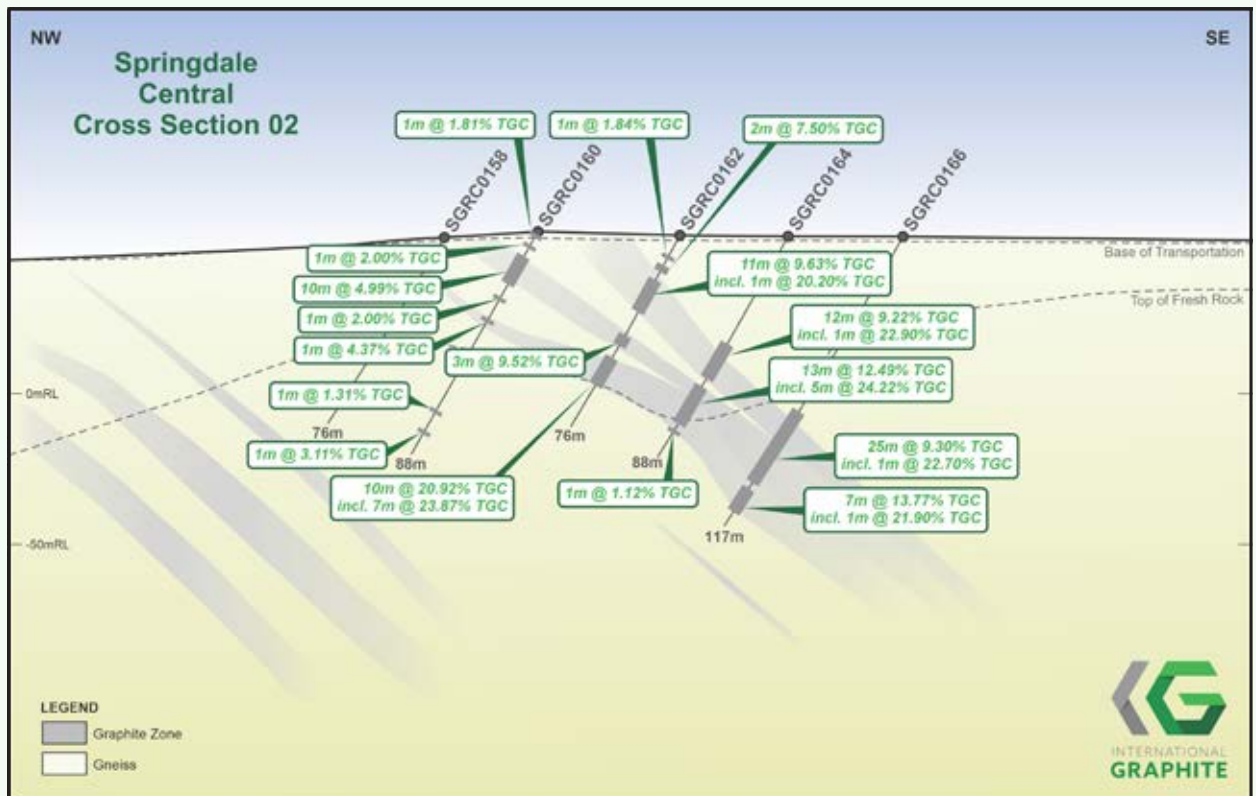 NW
SE
Springdale
Central
Cross Section 02
1m @ 1.81% TGC
1m @ 1.84% TGC
2m @ 7.50% TGC
SGRC0158
SGRC0160
SGRC0162
SGRC0164
SGRC0166
Base of Transportation
Top of Fresh Rock
1m @ 2.00% TGC
10m @ 4.99% TGC
1m @ 2.00% TGC
1m @ 4.37% TGC
1m @ 1.31% TGC
1m @ 3.11% TGC
3m @ 9.52% TGC
11m @ 9.63% TGC
incl. 1m @ 20.20% TGC
12m @ 9.22% TGC
incl. 1m @ 22.90% TGC
13m @ 12.49% TGC
incl. 5m @ 24.22% TGC
25m @ 9.30% TGC
incl. 1m @ 22.70% TGC
7m @ 13.77% TGC
incl. 1m @ 21.90% TGC
10m @ 20.92% TGC
incl. 7m @ 23.87% TGC
1m @ 1.12% TGC
0mRL
-50mRL
76m
88m
76m
88m
117m
LEGEND
Graphite Zone
Gneiss
INTERNATIONAL
GRAPHITE